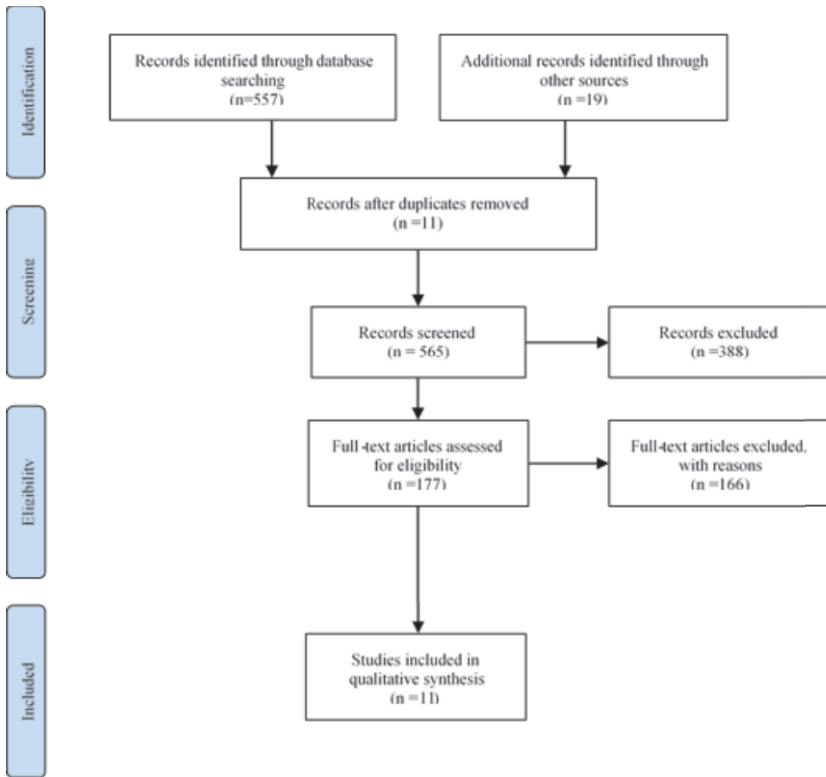 Identification
Records identified through database
searching
(n=557)
Additional records identified through
other sources
(n =19)
Records after duplicates removed
(n =11)
Screening
Records screened
(n = 565)
Records excluded
(n =388)
Eligibility
Full-text articles assessed
for eligibility
(n =177)
Full-text articles excluded,
with reasons
(n =166)
Included
Studies included in
qualitative synthesis
(n =11)